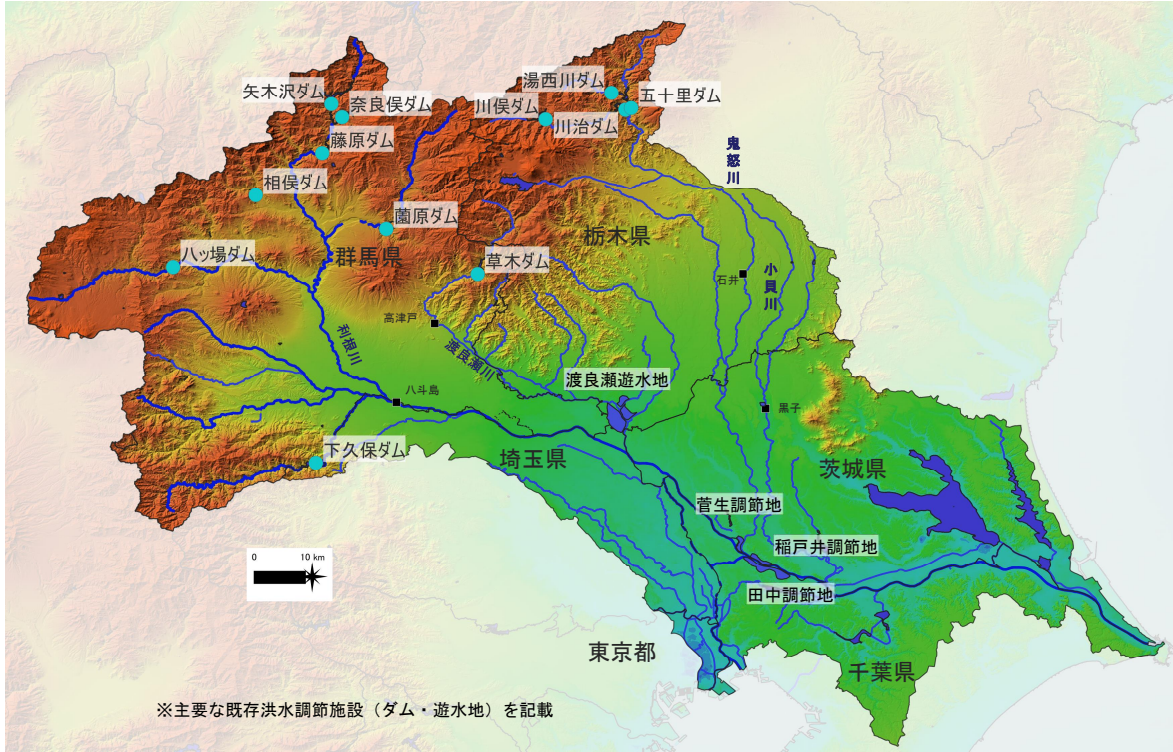 湯西川ダム
矢木沢ダム
奈良俣ダム
川俣ダム
五十里ダム
川治ダム
藤原ダム
鬼怒川
相俣ダム
薗原ダム
栃木県
八ッ場ダム
群馬県
草木ダム
石井
小貝川
高津戸
利根川
渡良瀬川
渡良瀬遊水地
八斗島
黒子
下久保ダム
埼玉県
茨城県
菅生調節地
稲戸井調節地
0 10 km
田中調節地
東京都
千葉県
※主要な既存洪水調節施設（ダム・遊水地）を記載